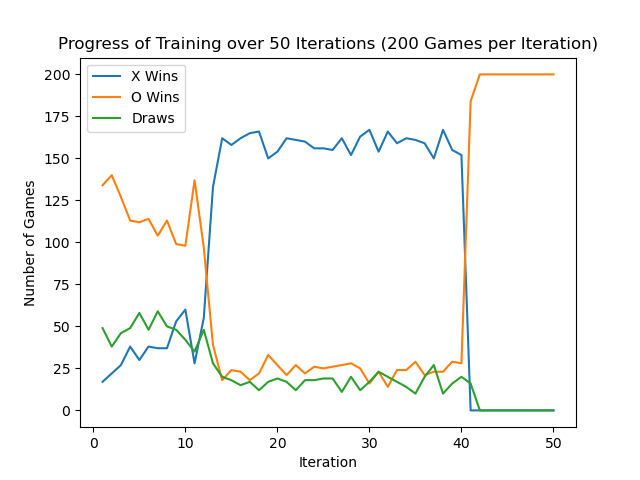 Progress of Training over 50 Iterations (200 Games per Iteration)
X Wins
O Wins
Draws
Number of Games
200
175
150
125
100
75
50
25
0
0 10 20 30 40 50
Iteration